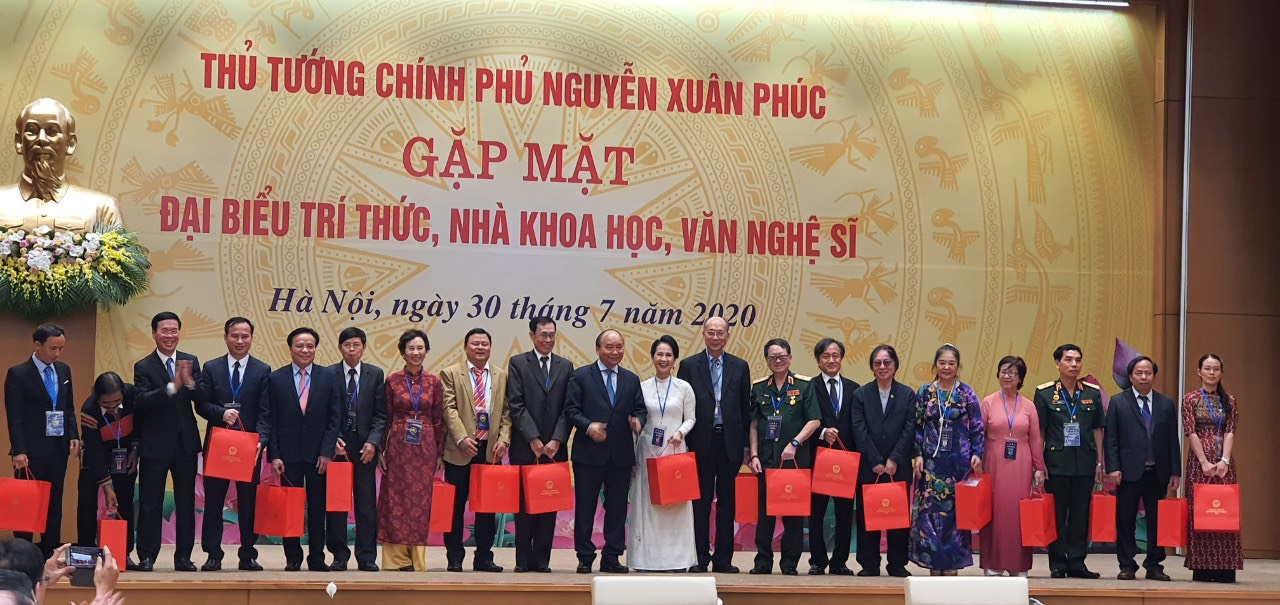 THỦ TƯỚNG CHÍNH PHỦ NGUYỄN XUÂN PHÚC
GẶP MẶT
ĐẠI BIỂU TRÍ THỨC, NHÀ KHOA HỌC, VĂN NGHỆ SĨ
Hà Nội, ngày 30 tháng 7 năm 2020